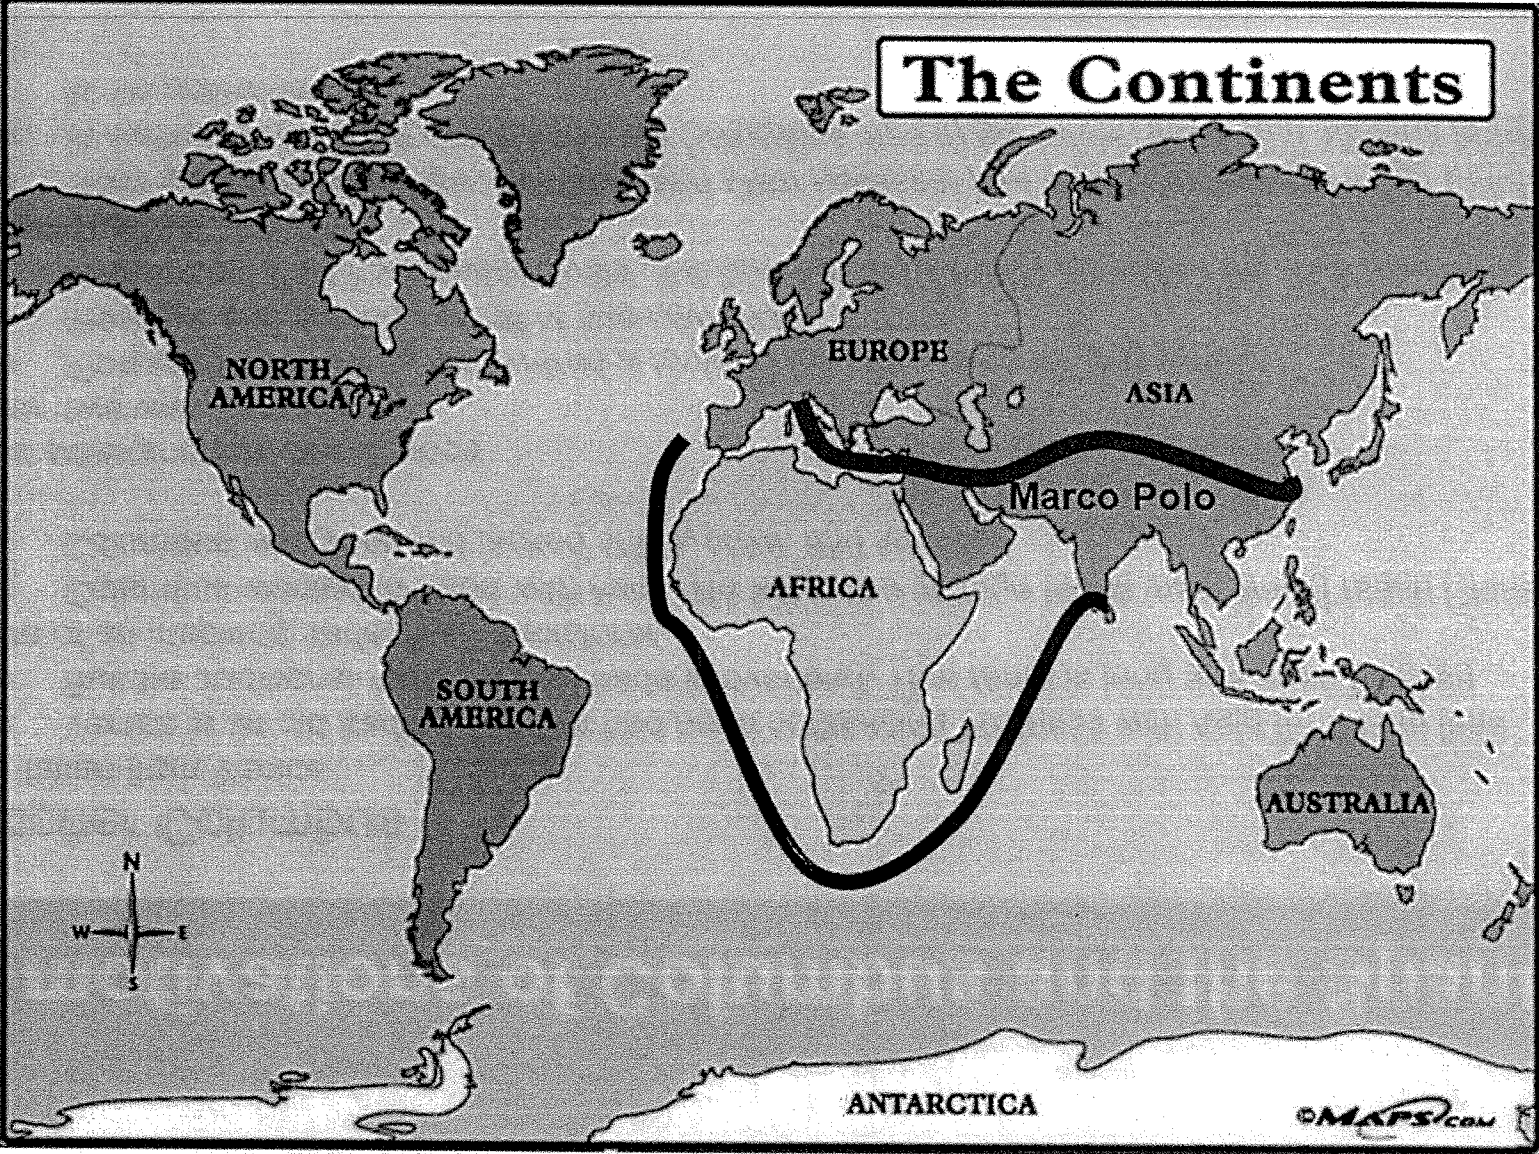 The Continents
NORTH
AMERICA
EUROPE
ASIA
Marco Polo
AFRICA
SOUTH
AMERICA
AUSTRALIA
N
W E
S
ANTARCTICA
©MAPS.COM